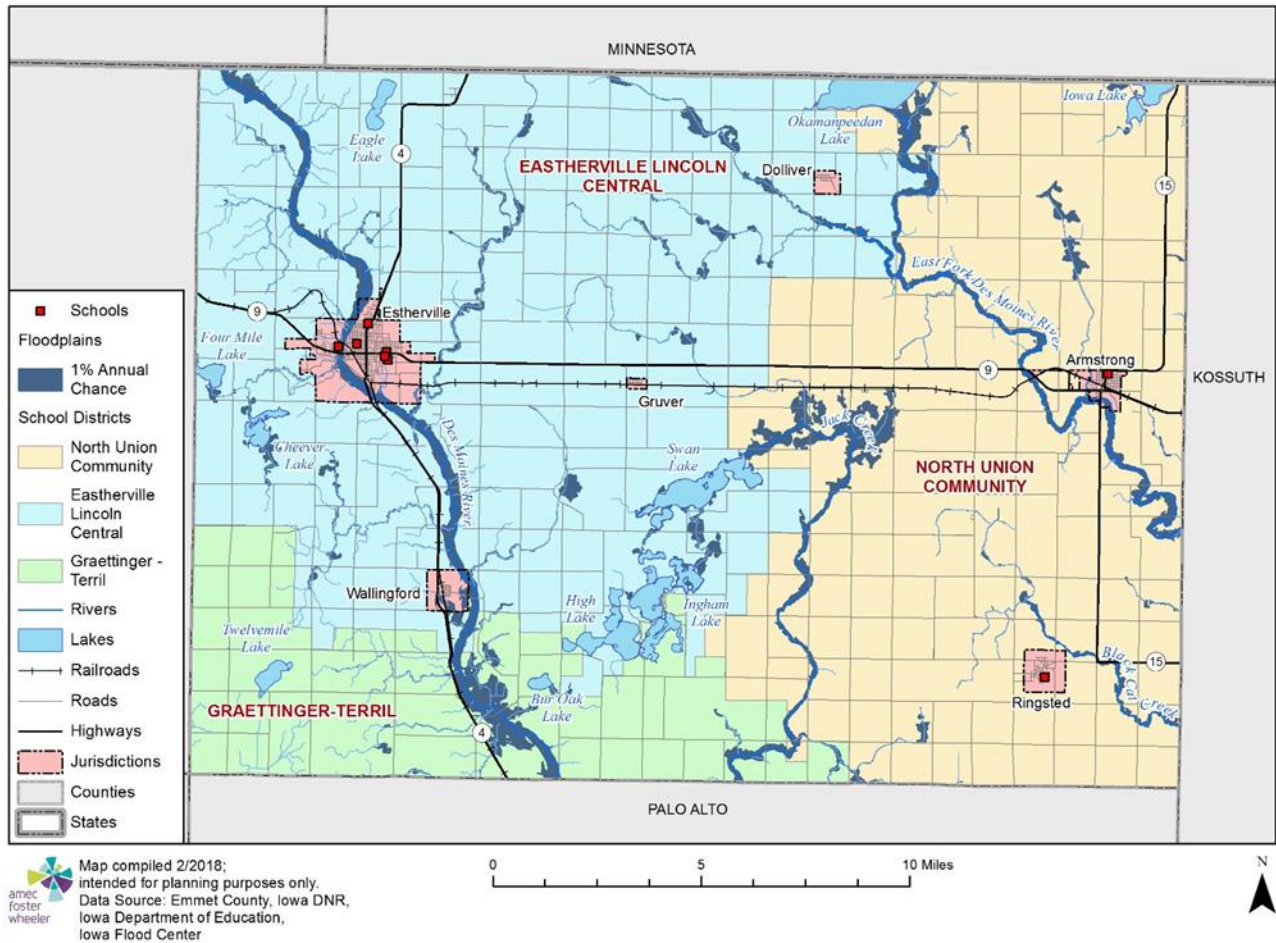 MINNESOTA
Iowa Lake
Okamanpeedan
Lake
Eagle
Lake
4
EASTHERVILLE LINCOLN
CENTRAL
Dolliver
15
East Fork Des Moines River
9
Estherville
Four Mile
Lake
Armstrong
9
KOSSUTH
Gruver
Jack Creek
Swan
Lake
Cheever
Lake
Des Moines River
NORTH UNION
COMMUNITY
Wallingford
High
Lake
Ingham
Lake
Twelvemile
Lake
Black Cat Creek
15
Ringsted
Bur Oak
Lake
GRAETTINGER-TERRIL
4
PALO ALTO
Schools
Floodplains
1% Annual
Chance
School Districts
North Union
Community
Eastherville
Lincoln
Central
Graettinger -
Terril
Rivers
Lakes
Railroads
Roads
Highways
Jurisdictions
Counties
States
amec
foster
wheeler
Map compiled 2/2018;
intended for planning purposes only.
Data Source: Emmet County, Iowa DNR,
Iowa Department of Education,
Iowa Flood Center
0 5 10 Miles
N